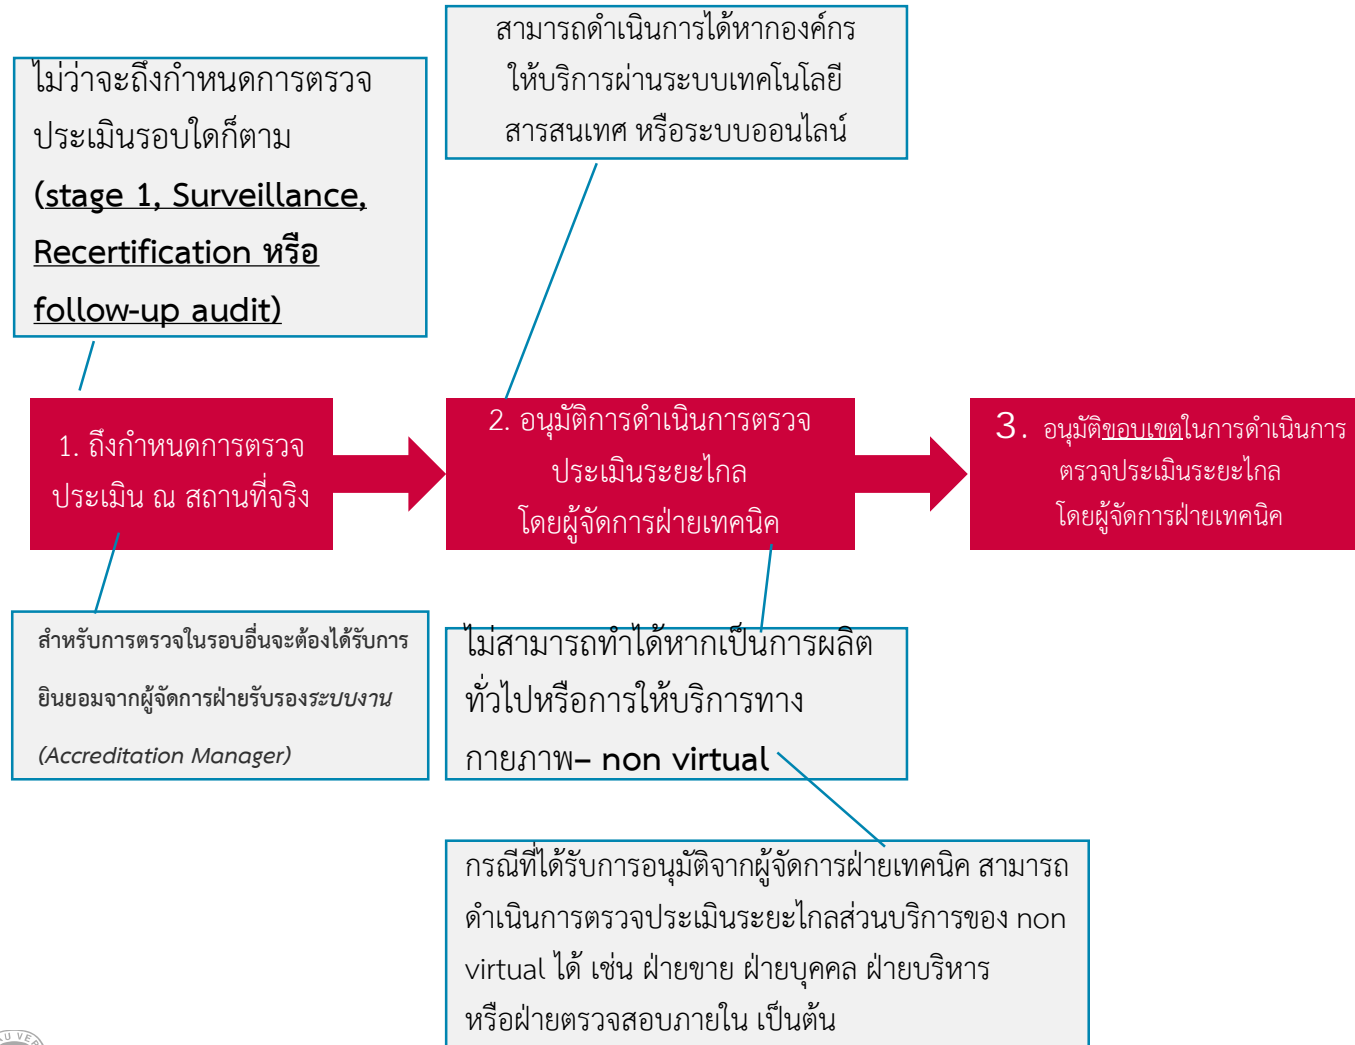 สามารถดำเนินการได้หากองค์กร
ให้บริการผ่านระบบเทคโนโลยี
สารสนเทศ หรือระบบออนไลน์
ไม่ว่าจะถึงกำหนดการตรวจ
ประเมินรอบใดก็ตาม
(stage 1, Surveillance,
Recertification หรือ
follow-up audit)
1. ถึงกำหนดการตรวจ
ประเมิน ณ สถานที่จริง
2. อนุมัติการดำเนินการตรวจ
ประเมินระยะไกล
โดยผู้จัดการฝ่ายเทคนิค
3. อนุมัติขอบเขตในการดำเนินการ
ตรวจประเมินระยะไกล
โดยผู้จัดการฝ่ายเทคนิค
สำหรับการตรวจในรอบอื่นจะต้องได้รับการ
ยินยอมจากผู้จัดการฝ่ายรับรองระบบงาน
(Accreditation Manager)
ไม่สามารถทำได้หากเป็นการผลิต
ทั่วไปหรือการให้บริการทาง
กายภาพ– non virtual
กรณีที่ได้รับการอนุมัติจากผู้จัดการฝ่ายเทคนิค สามารถ
ดำเนินการตรวจประเมินระยะไกลส่วนบริการของ non
virtual ได้ เช่น ฝ่ายขาย ฝ่ายบุคคล ฝ่ายบริหาร
หรือฝ่ายตรวจสอบภายใน เป็นต้น